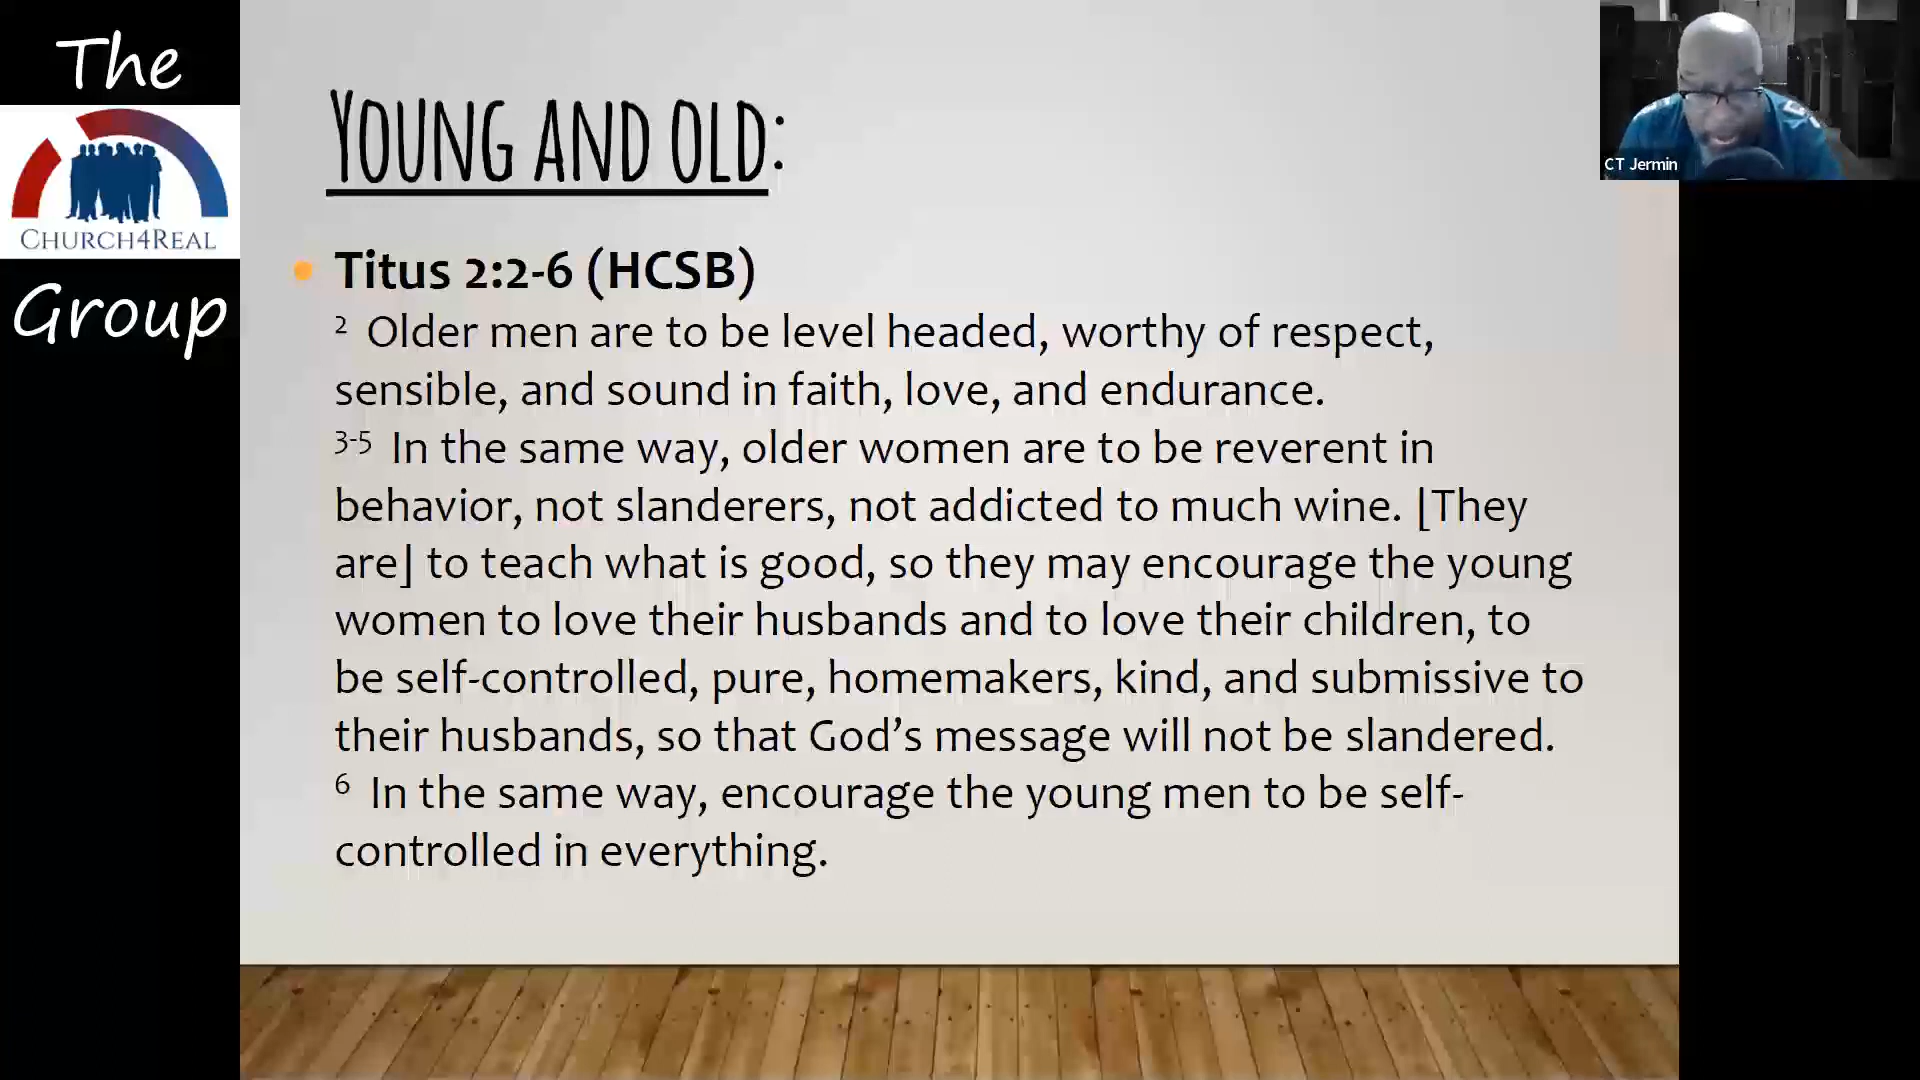 The
CHURCH4REAL
Group
YOUNG AND OLD:
• Titus 2:2-6 (HCSB)
2 Older men are to be level headed, worthy of respect,
sensible, and sound in faith, love, and endurance.
3-5 In the same way, older women are to be reverent in
behavior, not slanderers, not addicted to much wine. ⌊They
are⌋ to teach what is good, so they may encourage the young
women to love their husbands and to love their children, to
be self-controlled, pure, homemakers, kind, and submissive to
their husbands, so that God’s message will not be slandered.
6 In the same way, encourage the young men to be self-
controlled in everything.
CT Jermin